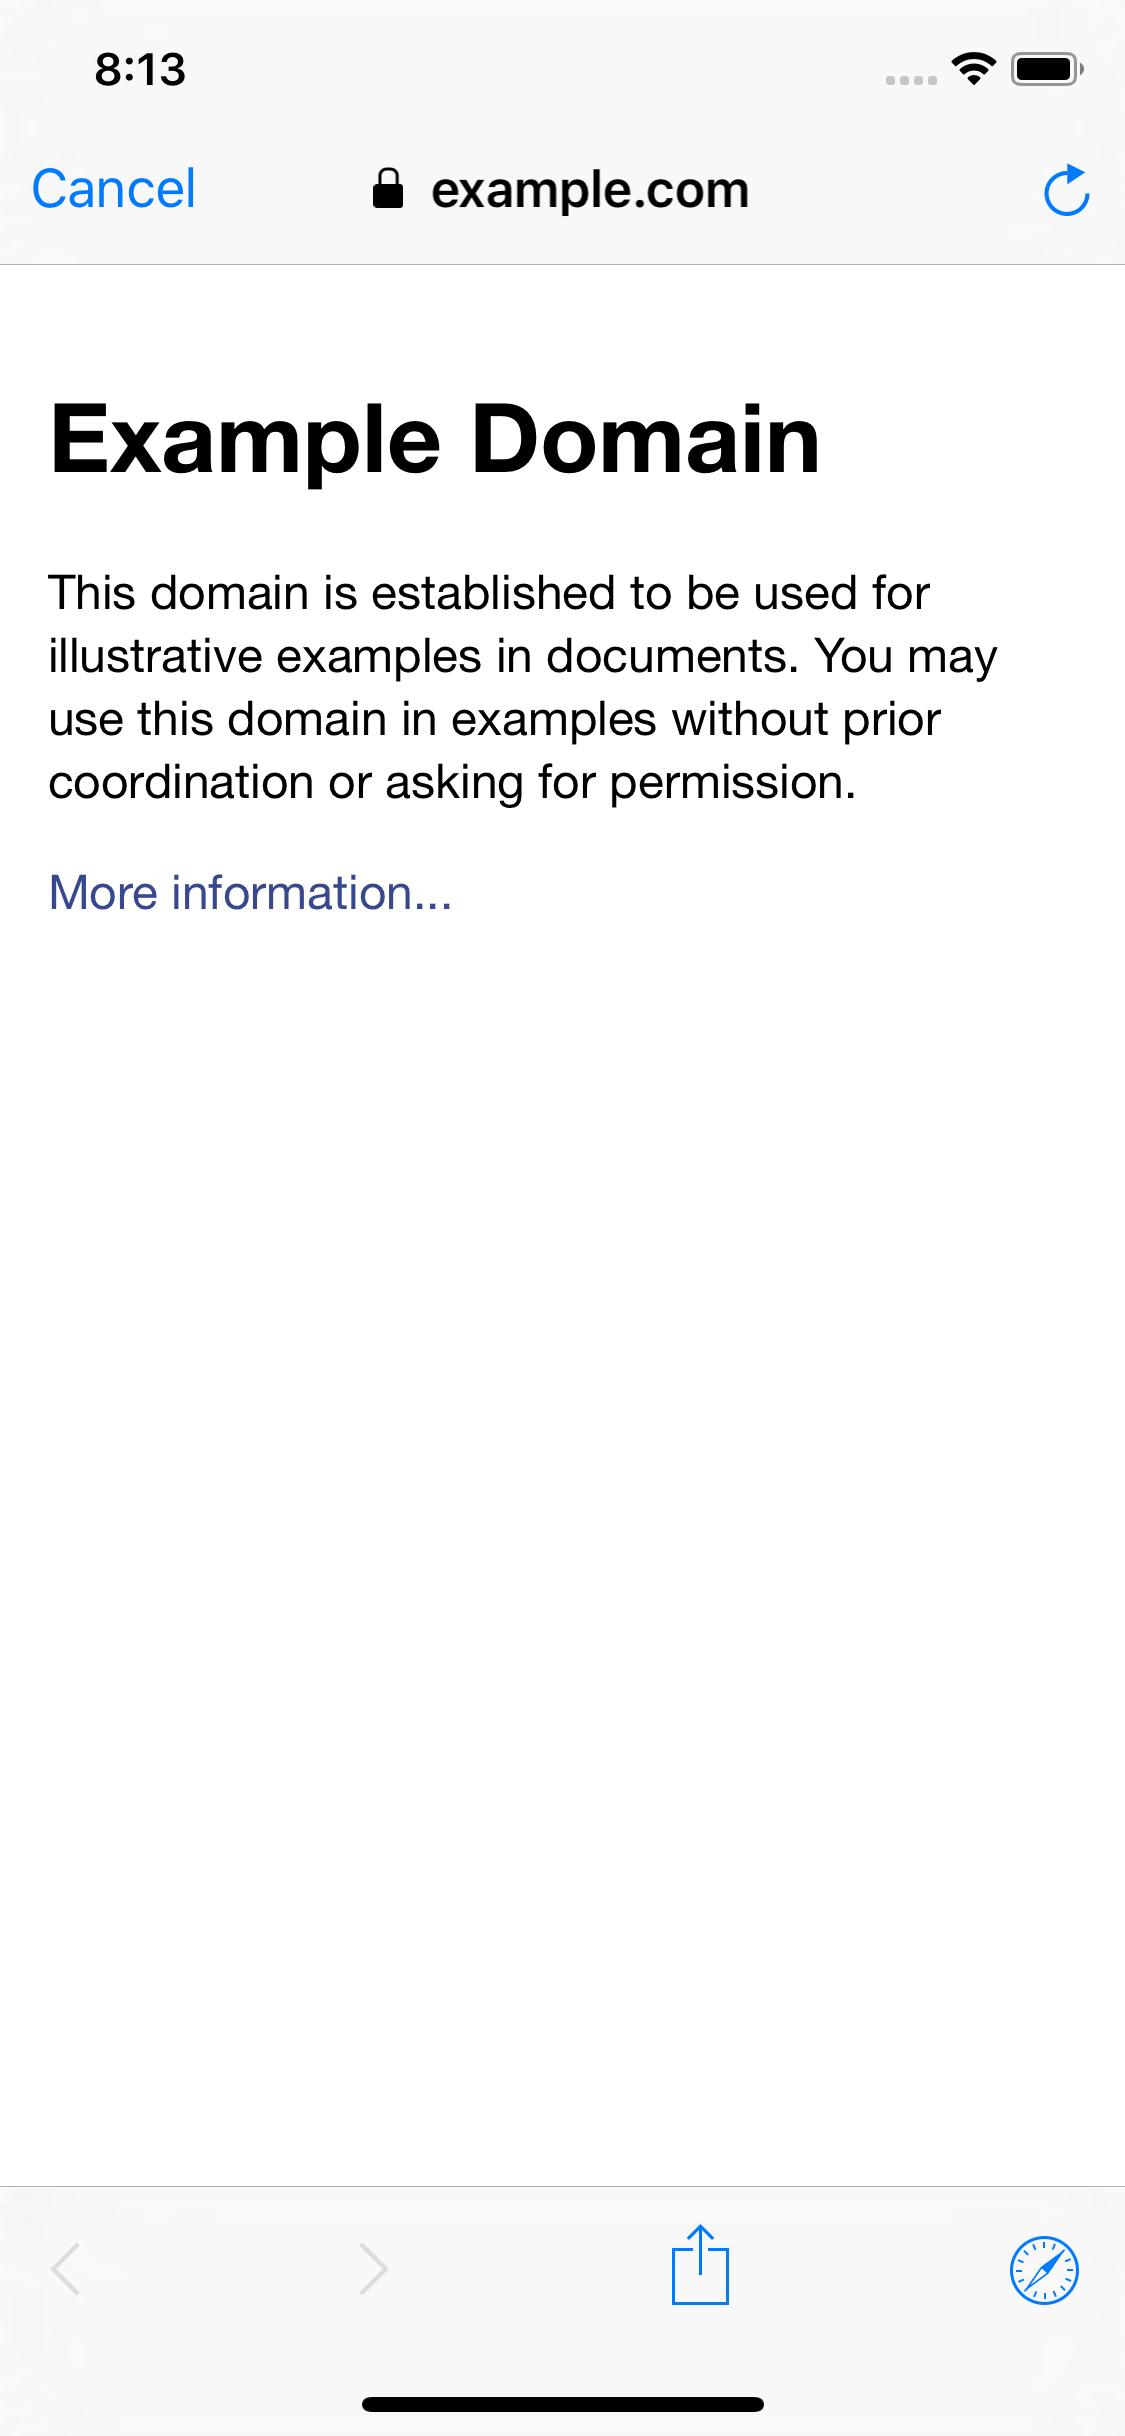 8:13
Cancel
example.com
Example Domain
This domain is established to be used for
illustrative examples in documents. You may
use this domain in examples without prior
coordination or asking for permission.
More information...